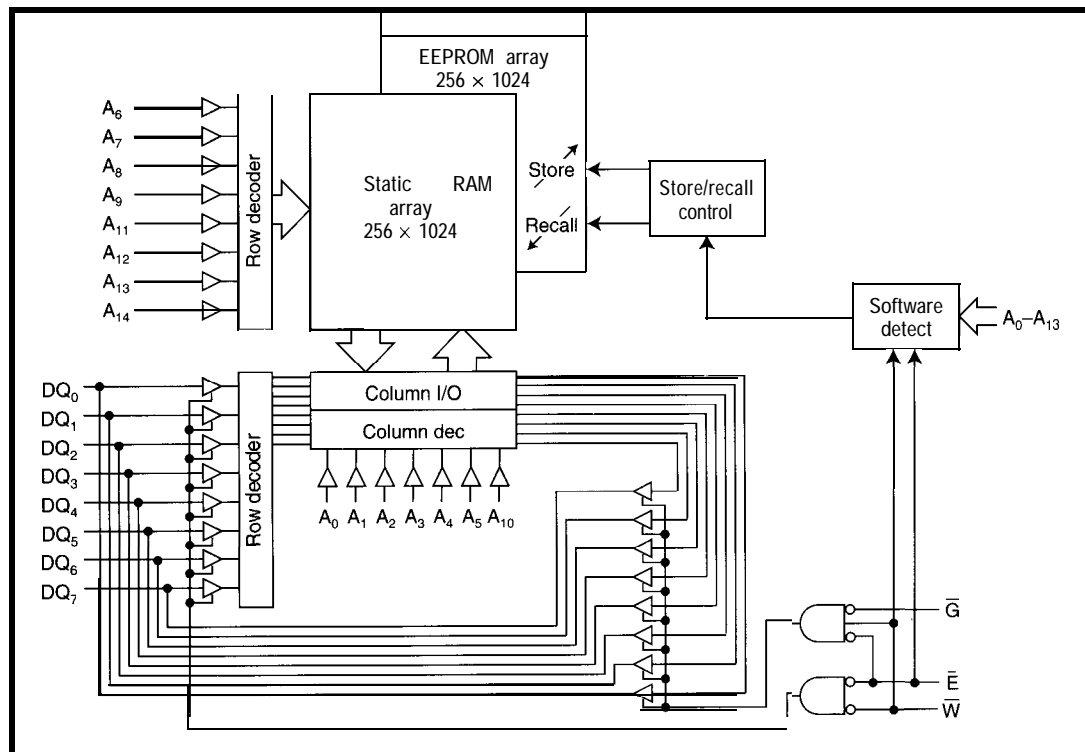 EEPROM array
256 × 1024
A6
A7
A8
A9
A11
A12
A13
A14
Row decoder
Static RAM
array
256 × 1024
Store
Recall
Store/recall
control
Software
detect
A0–A13
DQ0
DQ1
DQ2
DQ3
DQ4
DQ5
DQ6
DQ7
Row decoder
Column I/O
Column dec
A0 A1 A2 A3 A4 A5 A10
G̅
E̅
W̅